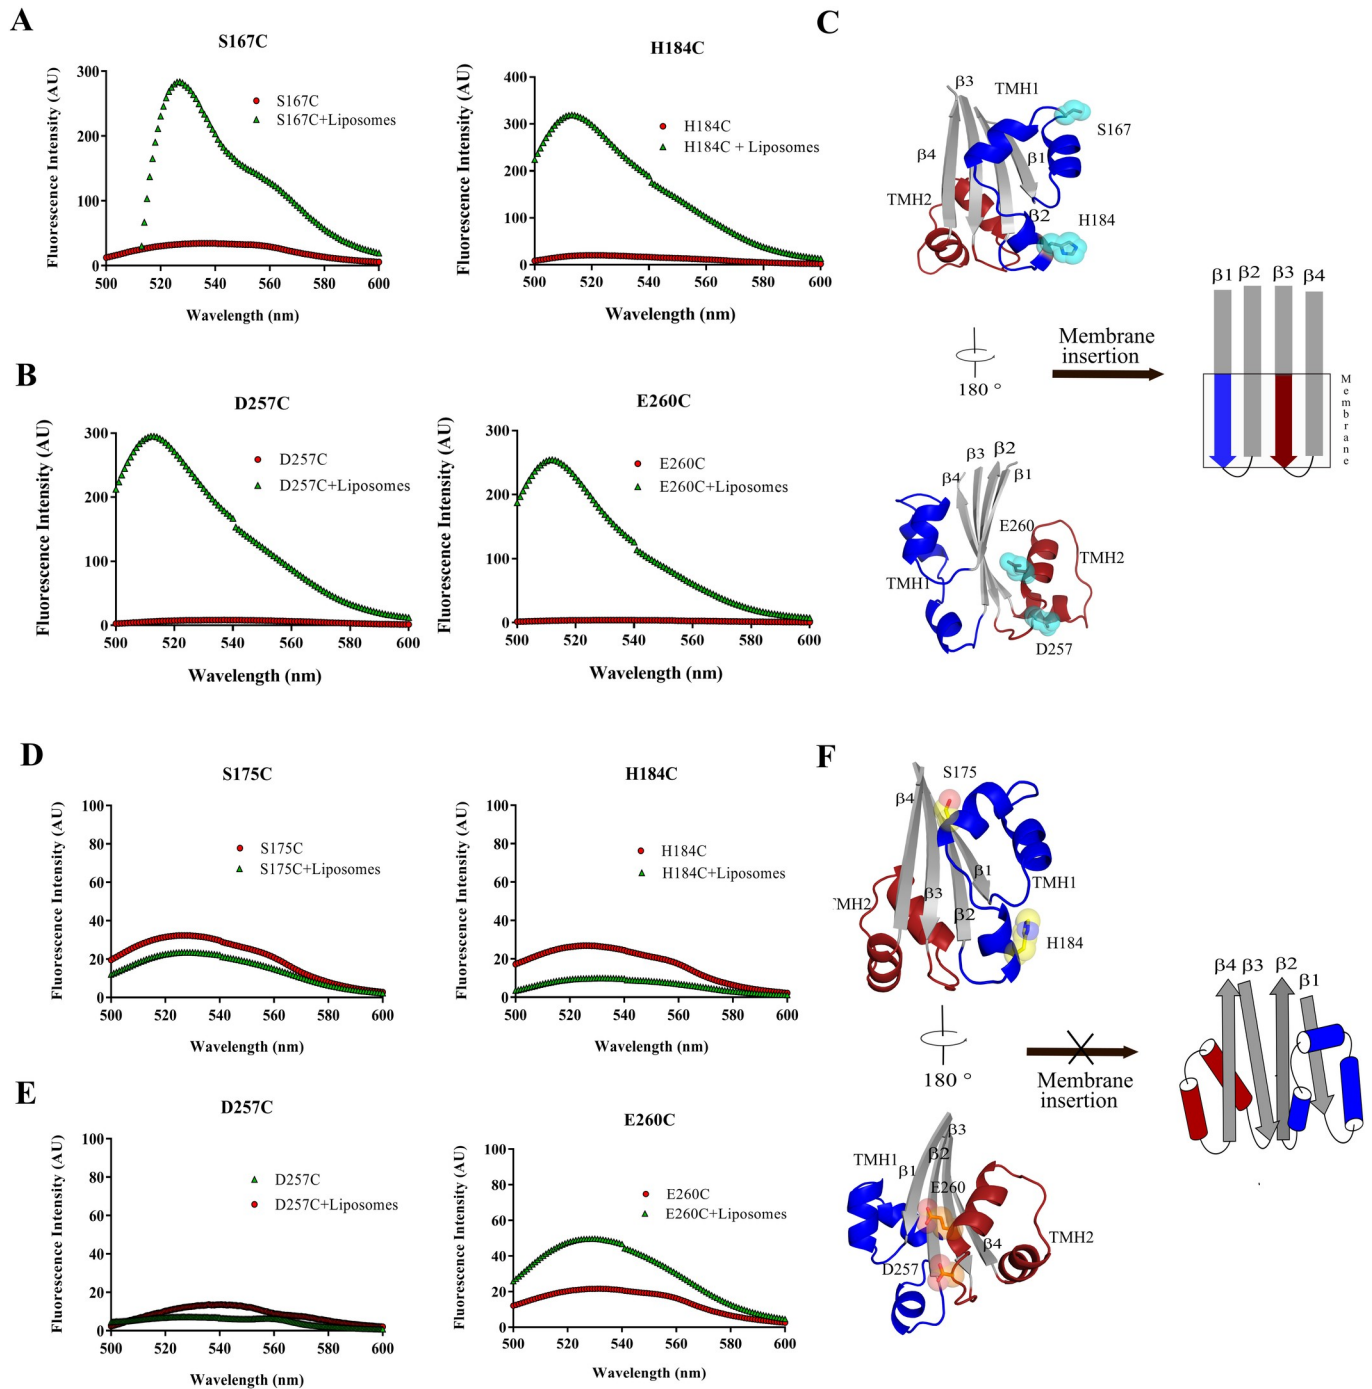 A
S167C
Fluorescence Intensity (AU)
300
200
100
0
S167C
S167C+Liposomes
500 520 540 560 580 600
Wavelength (nm)
H184C
Fluorescence Intensity (AU)
400
300
200
100
0
H184C
H184C + Liposomes
500 520 540 560 580 600
Wavelength (nm)
B
D257C
Fluorescence Intensity (AU)
300
200
100
0
D257C
D257C+Liposomes
500 520 540 560 580 600
Wavelength (nm)
E260C
Fluorescence Intensity (AU)
300
200
100
0
E260C
E260C+Liposomes
500 520 540 560 580 600
Wavelength (nm)
C
β3
TMH1
S167
β4
β1
TMH2
β2
H184
180 °
Membrane
insertion
β1 β2 β3 β4
Membrane
β2
β3
β4
β1
E260
TMH1
TMH2
D257
D
S175C
Fluorescence Intensity (AU)
100
80
60
40
20
0
S175C
S175C+Liposomes
500 520 540 560 580 600
Wavelength (nm)
H184C
Fluorescence Intensity (AU)
100
80
60
40
20
0
H184C
H184C+Liposomes
500 520 540 560 580 600
Wavelength (nm)
E
D257C
Fluorescence Intensity (AU)
100
80
60
40
20
0
D257C
D257C+Liposomes
500 520 540 560 580 600
Wavelength (nm)
E260C
Fluorescence Intensity (AU)
100
80
60
40
20
0
E260C
E260C+Liposomes
500 520 540 560 580 600
Wavelength (nm)
F
S175
β4
β1
TMH1
TMH2
β3
β2
H184
180 °
Membrane
insertion
β4 β3 β2 β1
β3
β2
TMH1
β1
E260
TMH2
β4
D257